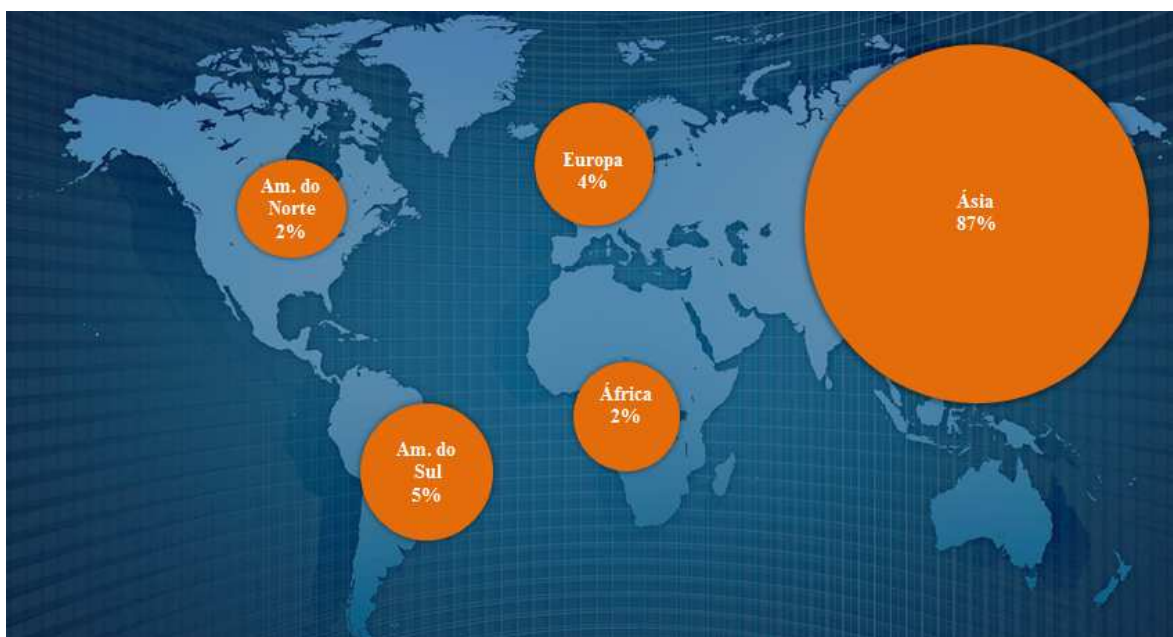 Am. do
Norte
2%
Europa
4%
Ásia
87%
África
2%
Am. do
Sul
5%